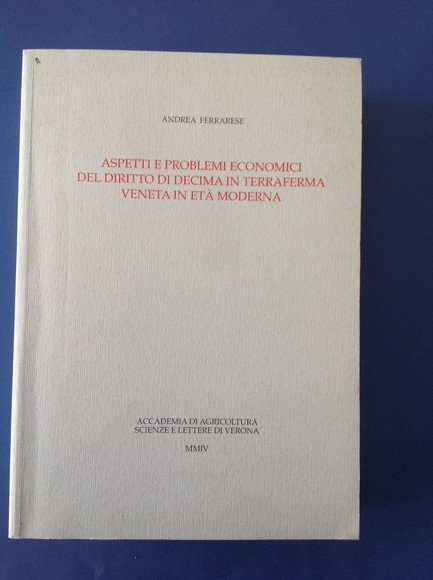 ANDREA FERRARESE
ASPETTI E PROBLEMI ECONOMICI
DEL DIRITTO DI DECIMA IN TERRAFERMA
VENETA IN ETÀ MODERNA
ACCADEMIA DI AGRICOLTURA
SCIENZE E LETTERE DI VERONA
MMIV